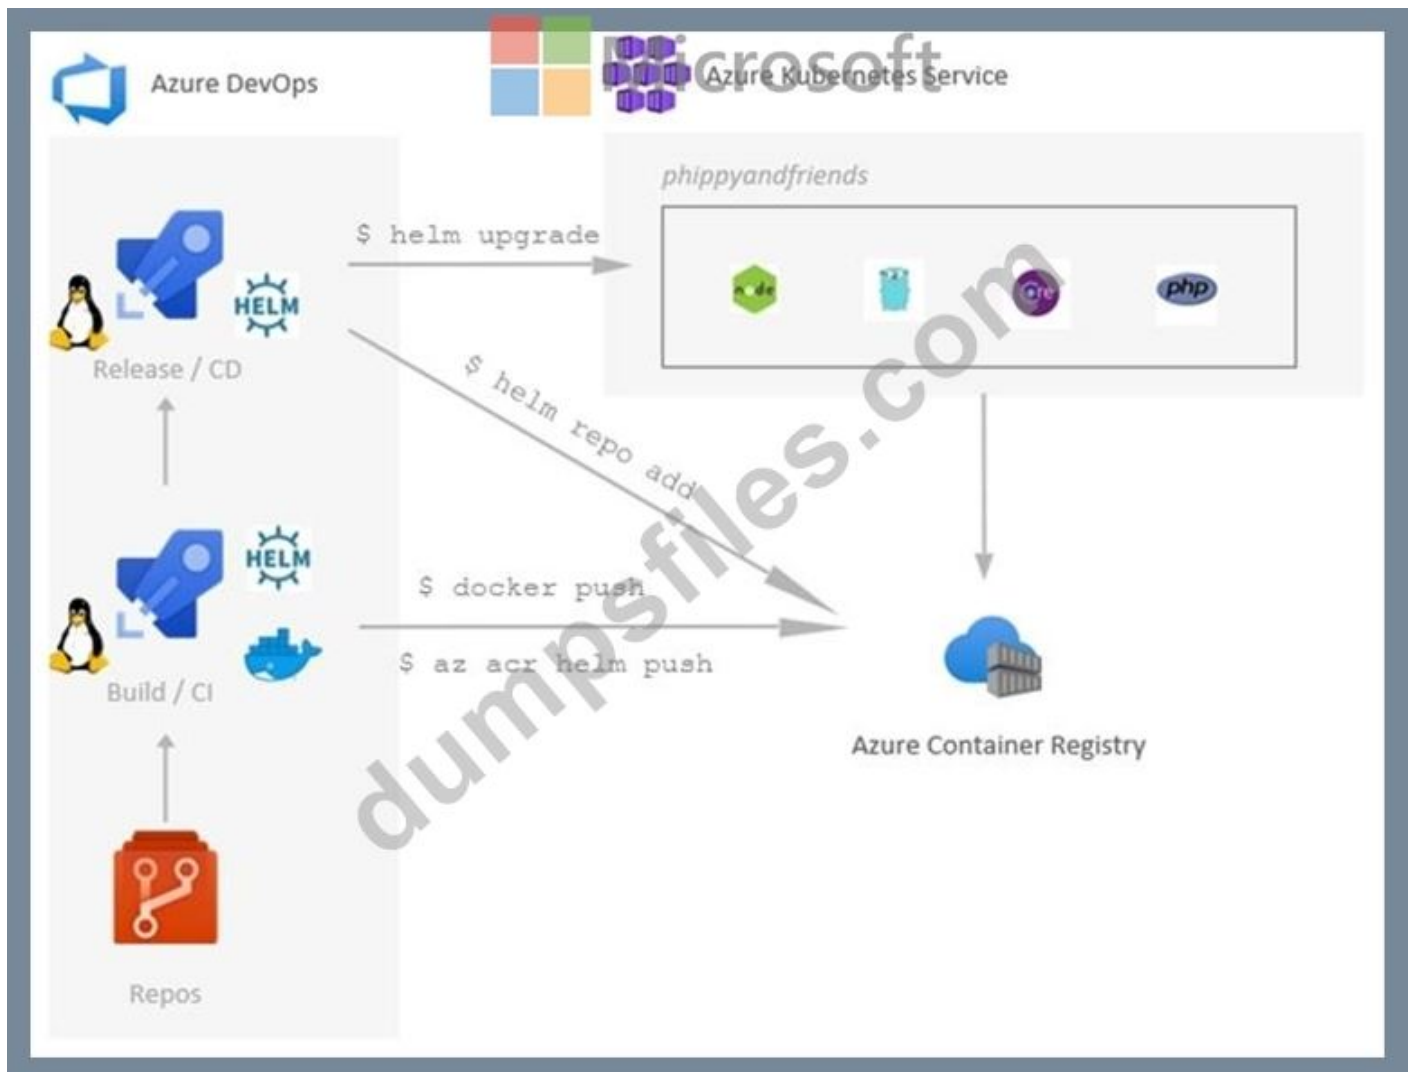 Azure DevOps
Microsoft
Azure Kubernetes Service
phippyandfriends
$ helm upgrade
node
php
HELM
Release / CD
$ helm repo add
HELM
$ docker push
$ az acr helm push
Build / CI
Azure Container Registry
Repos
dumpsfiles.com